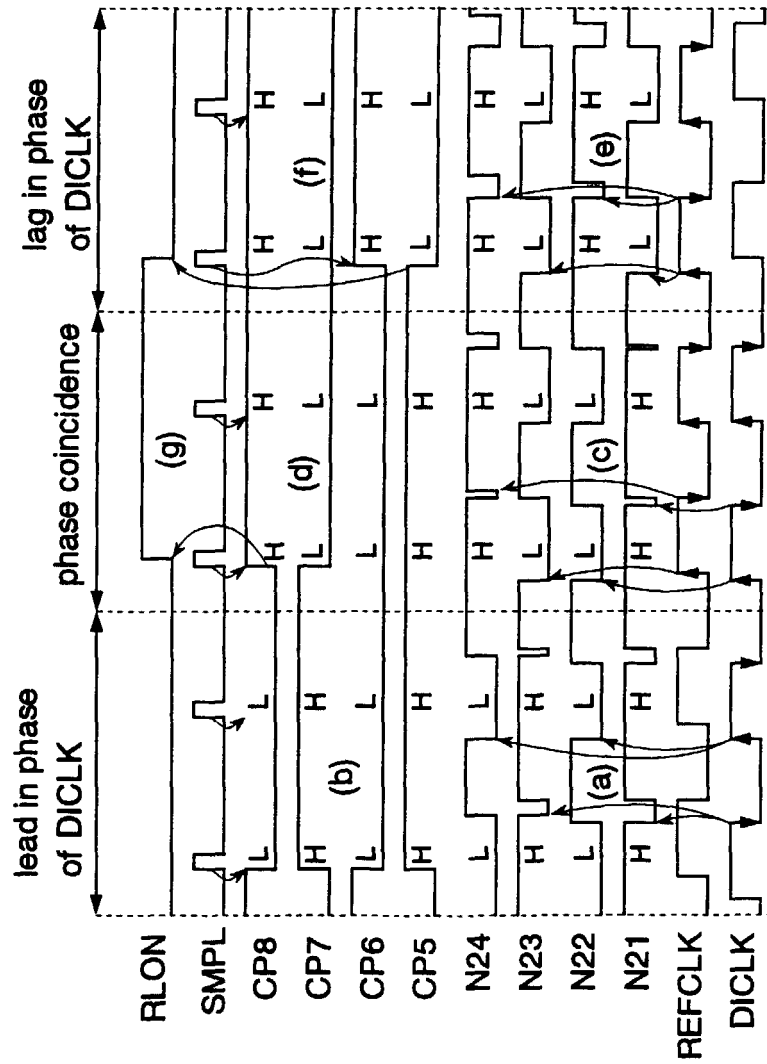 lead in phase of DICLK
phase coincidence
lag in phase of DICLK
RLON
(g)
SMPL
CP8 L L H H H H
CP7 H H L L L L
(b) (d) (f)
CP6 L L L L H H
CP5 H H H H L L
N24 L L H H H H
N23 H H L L L L
N22 L L L L H H
(a) (c) (e)
N21 H H H H L L
REFCLK
DICLK